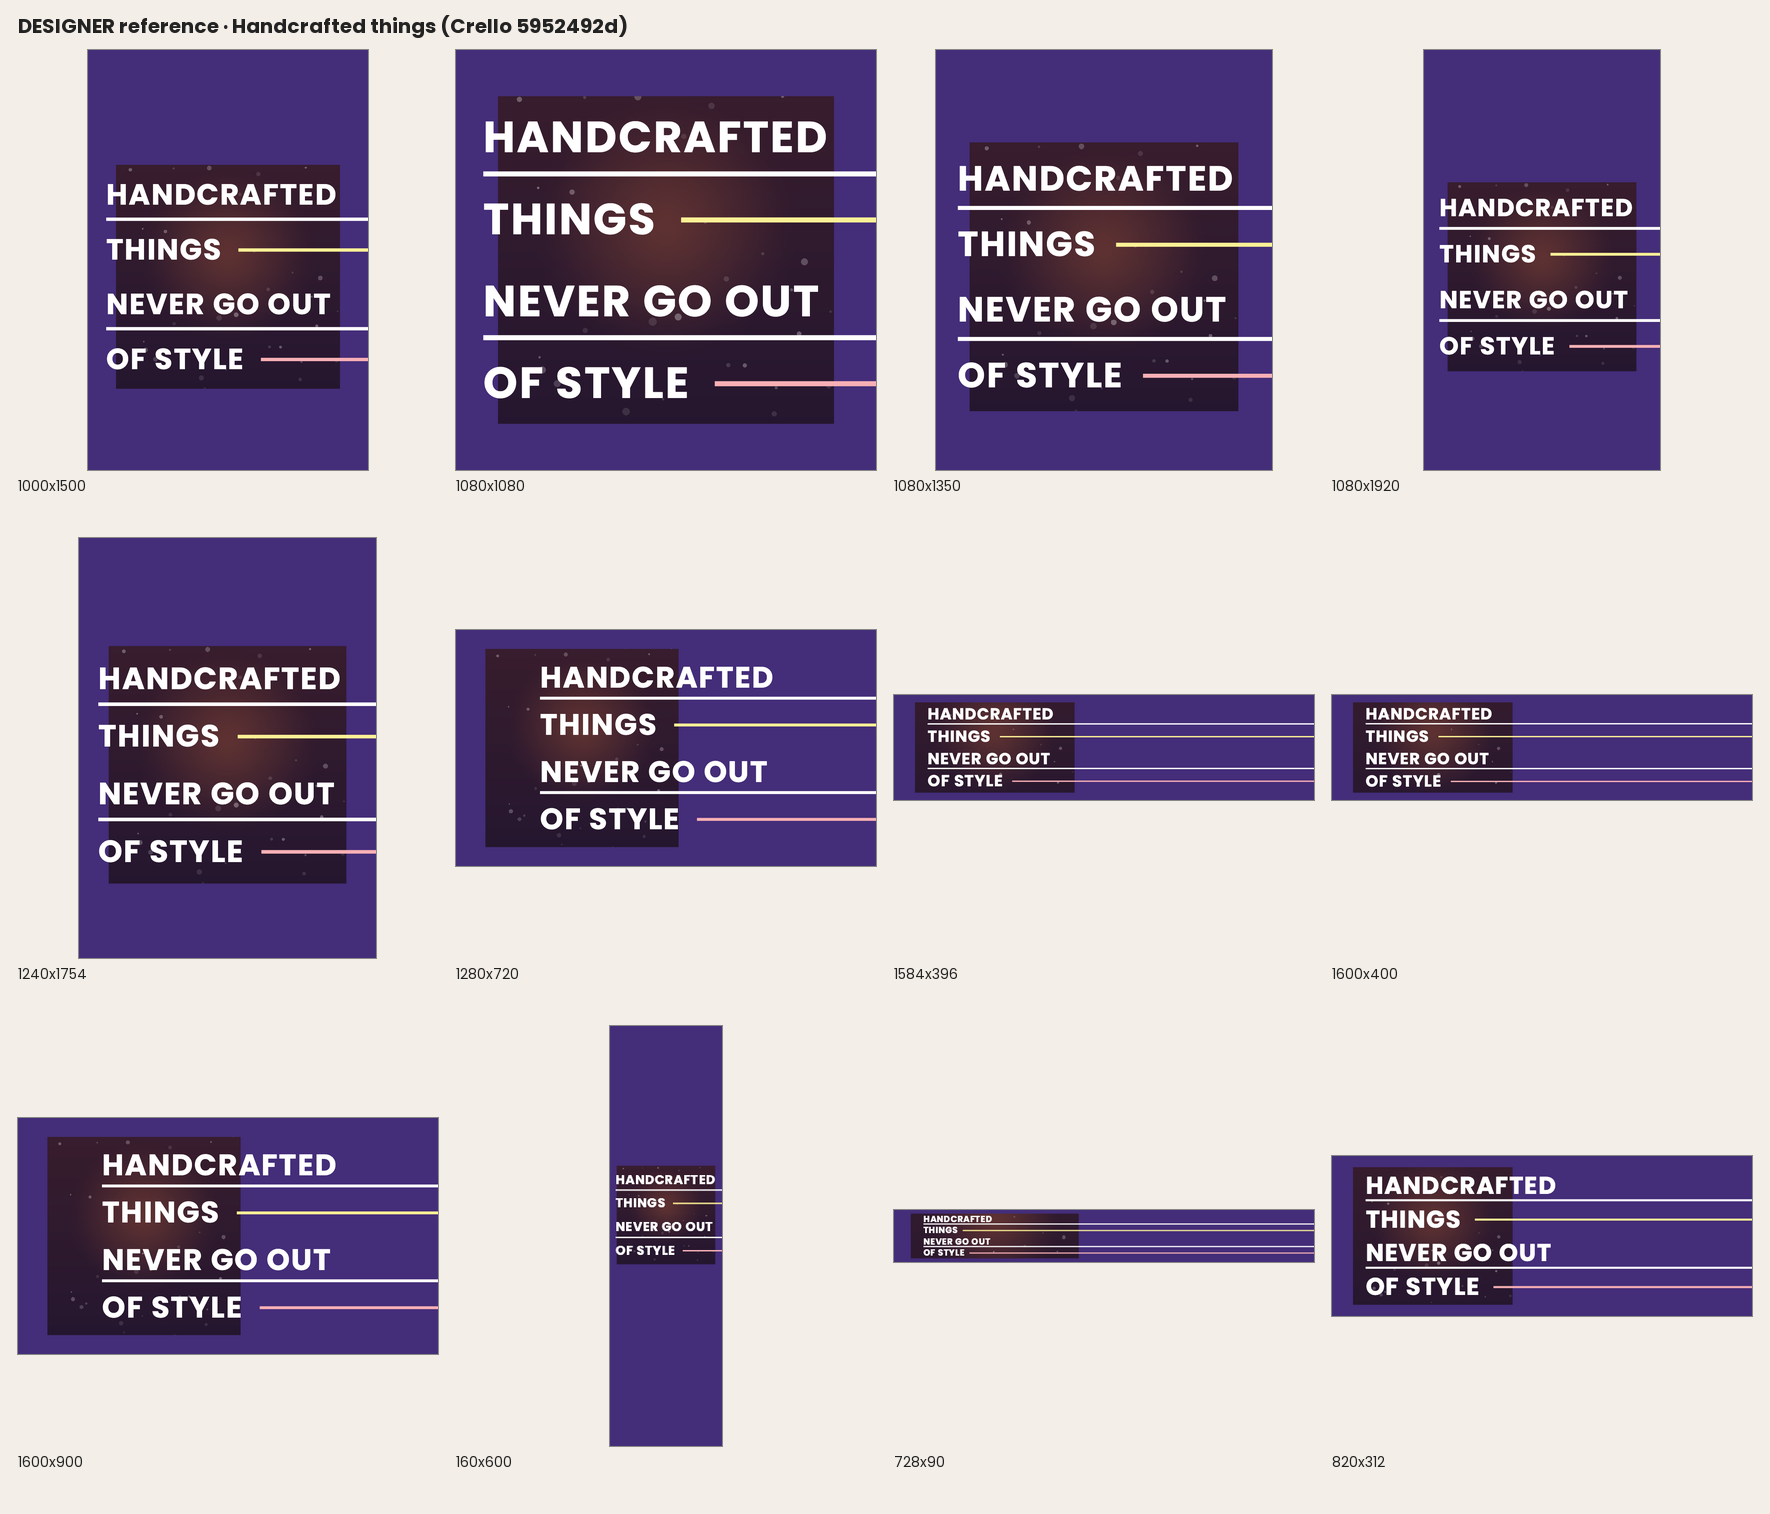 DESIGNER reference · Handcrafted things (Crello 5952492d)
HANDCRAFTED
THINGS
NEVER GO OUT
OF STYLE
1000x1500
HANDCRAFTED
THINGS
NEVER GO OUT
OF STYLE
1080x1080
HANDCRAFTED
THINGS
NEVER GO OUT
OF STYLE
1080x1350
HANDCRAFTED
THINGS
NEVER GO OUT
OF STYLE
1080x1920
HANDCRAFTED
THINGS
NEVER GO OUT
OF STYLE
1240x1754
HANDCRAFTED
THINGS
NEVER GO OUT
OF STYLE
1280x720
HANDCRAFTED
THINGS
NEVER GO OUT
OF STYLE
1584x396
HANDCRAFTED
THINGS
NEVER GO OUT
OF STYLE
1600x400
HANDCRAFTED
THINGS
NEVER GO OUT
OF STYLE
1600x900
HANDCRAFTED
THINGS
NEVER GO OUT
OF STYLE
160x600
HANDCRAFTED
THINGS
NEVER GO OUT
OF STYLE
728x90
HANDCRAFTED
THINGS
NEVER GO OUT
OF STYLE
820x312